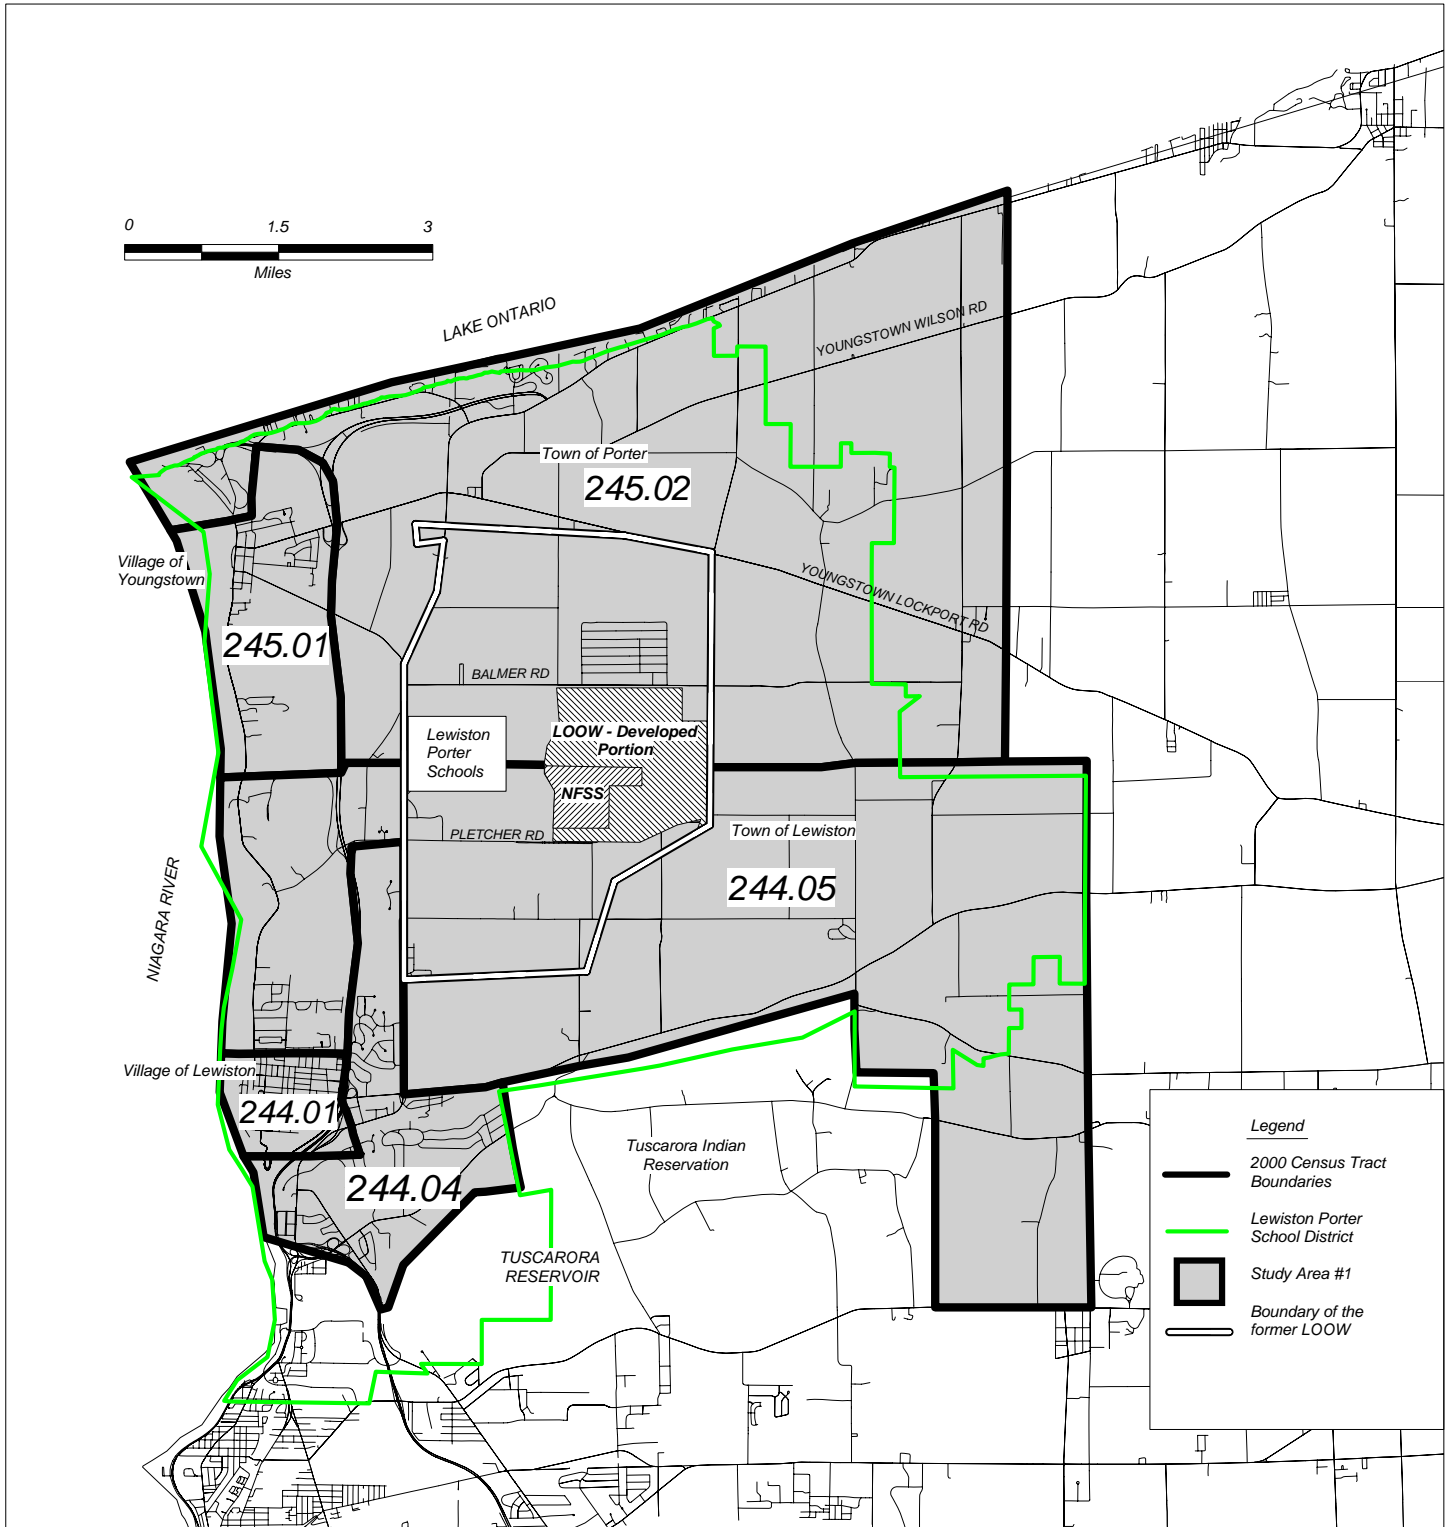 0 1.5 3
Miles
LAKE ONTARIO
YOUNGSTOWN WILSON RD
Town of Porter
245.02
Village of
Youngstown
YOUNGSTOWN LOCKPORT RD
245.01
BALMER RD
Lewiston
Porter
Schools
LOOW - Developed
Portion
NFSS
PLETCHER RD
Town of Lewiston
244.05
NIAGARA RIVER
Village of Lewiston
244.01
Tuscarora Indian
Reservation
244.04
TUSCARORA
RESERVOIR
Legend
2000 Census Tract
Boundaries
Lewiston Porter
School District
Study Area #1
Boundary of the
former LOOW